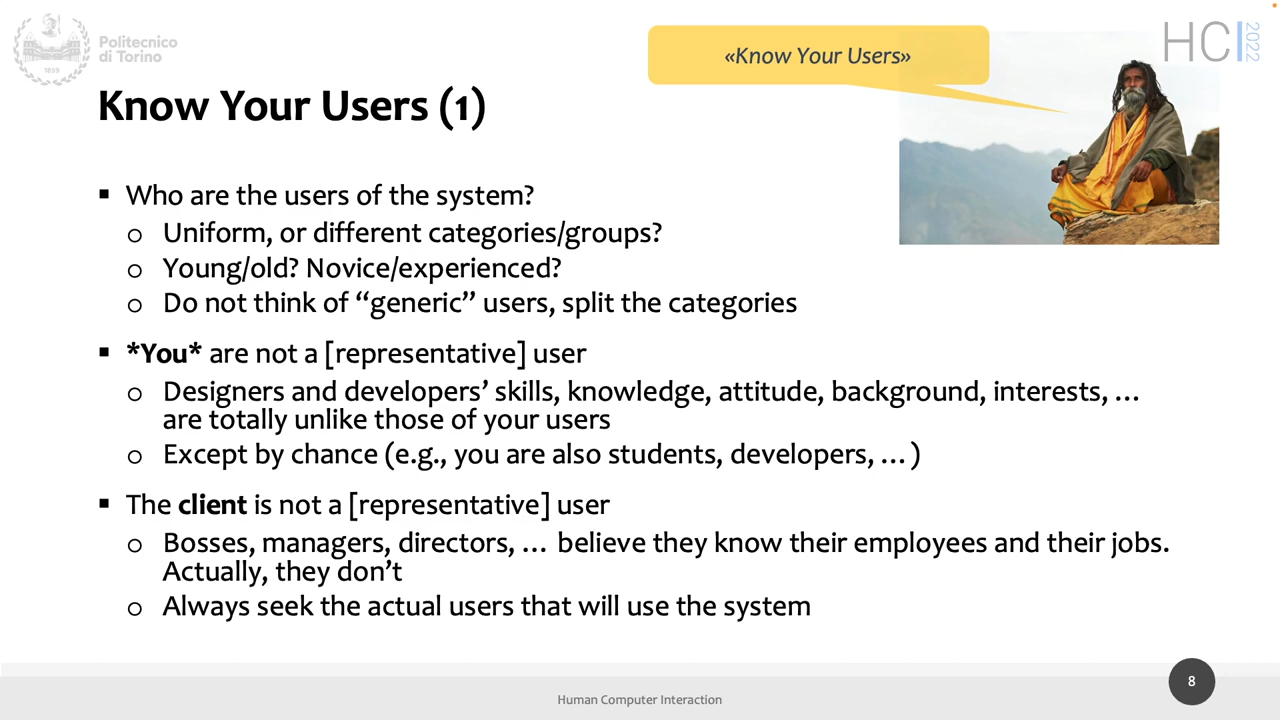 Politecnico
di Torino
1859
«Know Your Users»
HCI
2022
Know Your Users (1)
▪ Who are the users of the system?
o Uniform, or different categories/groups?
o Young/old? Novice/experienced?
o Do not think of “generic” users, split the categories
▪ *You* are not a [representative] user
o Designers and developers’ skills, knowledge, attitude, background, interests, …
are totally unlike those of your users
o Except by chance (e.g., you are also students, developers, … )
▪ The client is not a [representative] user
o Bosses, managers, directors, … believe they know their employees and their jobs.
Actually, they don’t
o Always seek the actual users that will use the system
Human Computer Interaction
8